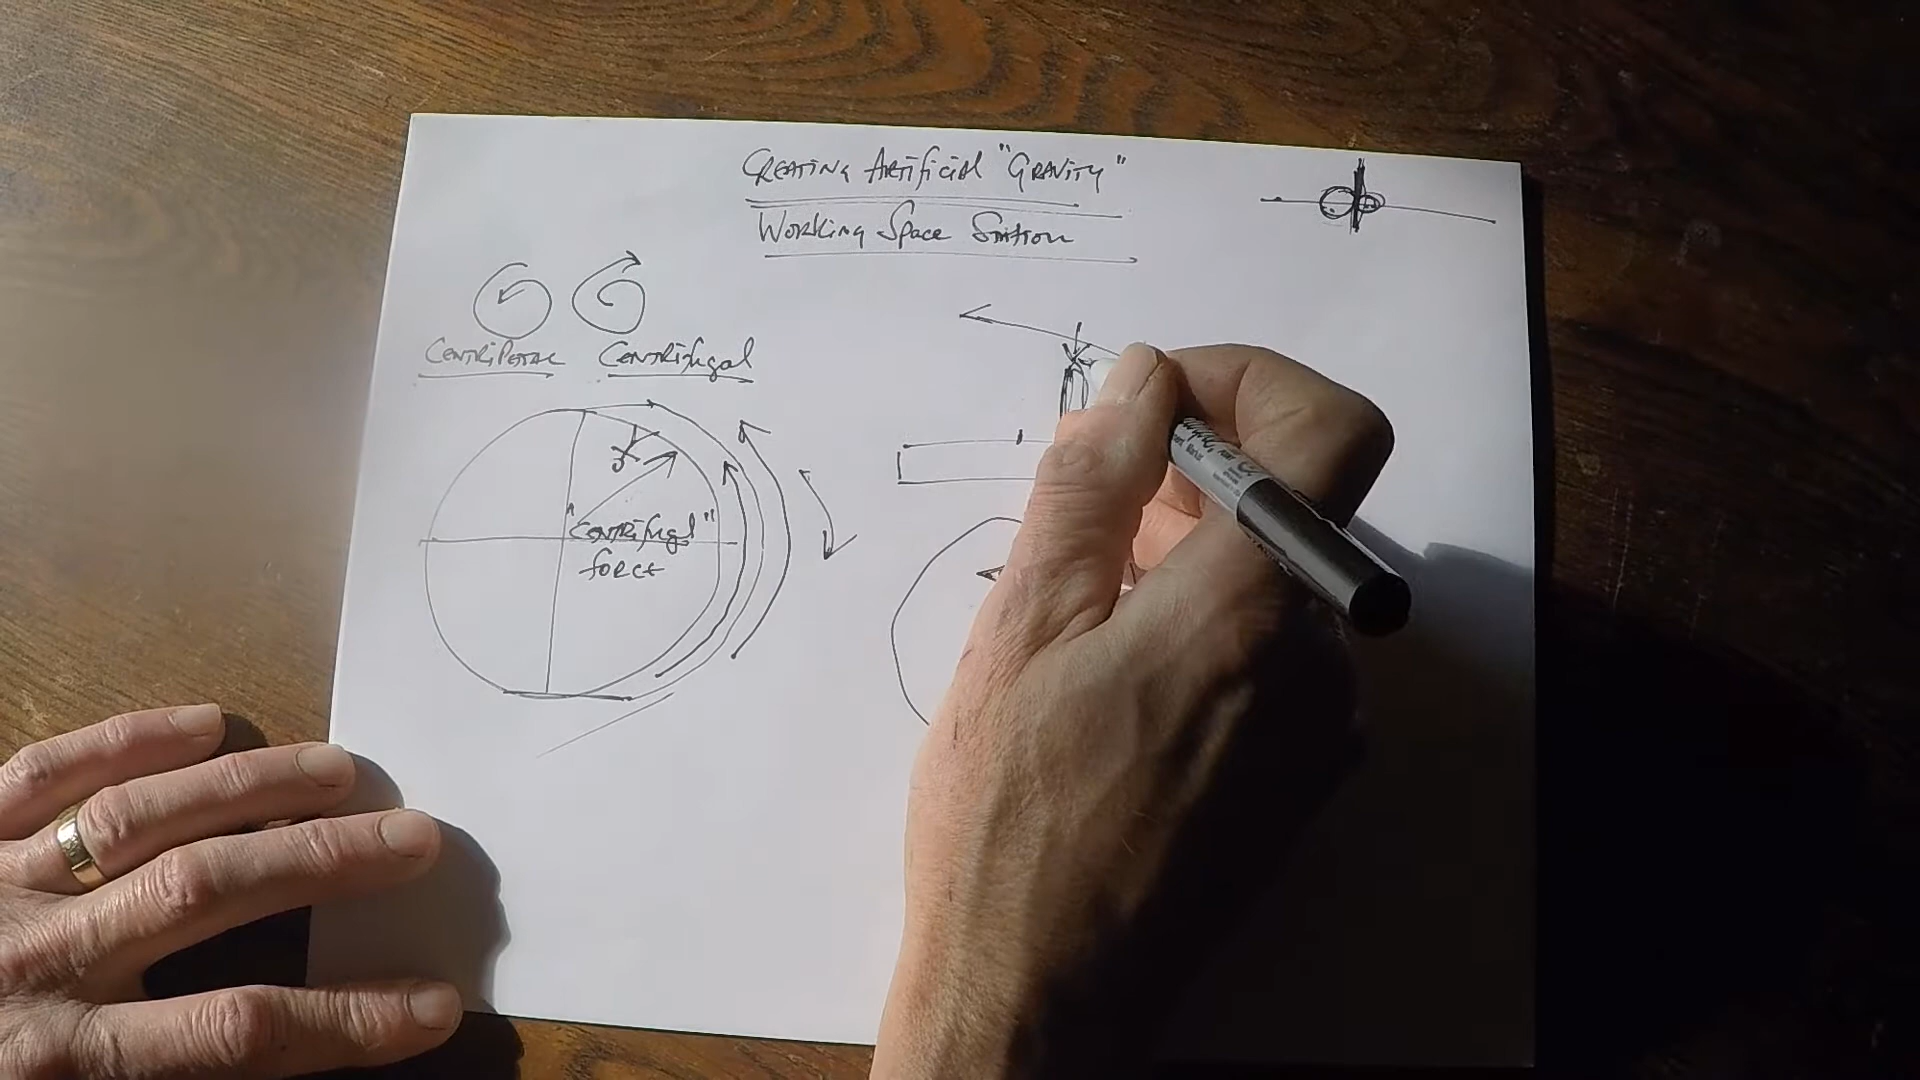 Creating Artificial "Gravity"
Working Space Station
Centripetal Centrifugal
"Centrifugal"
force